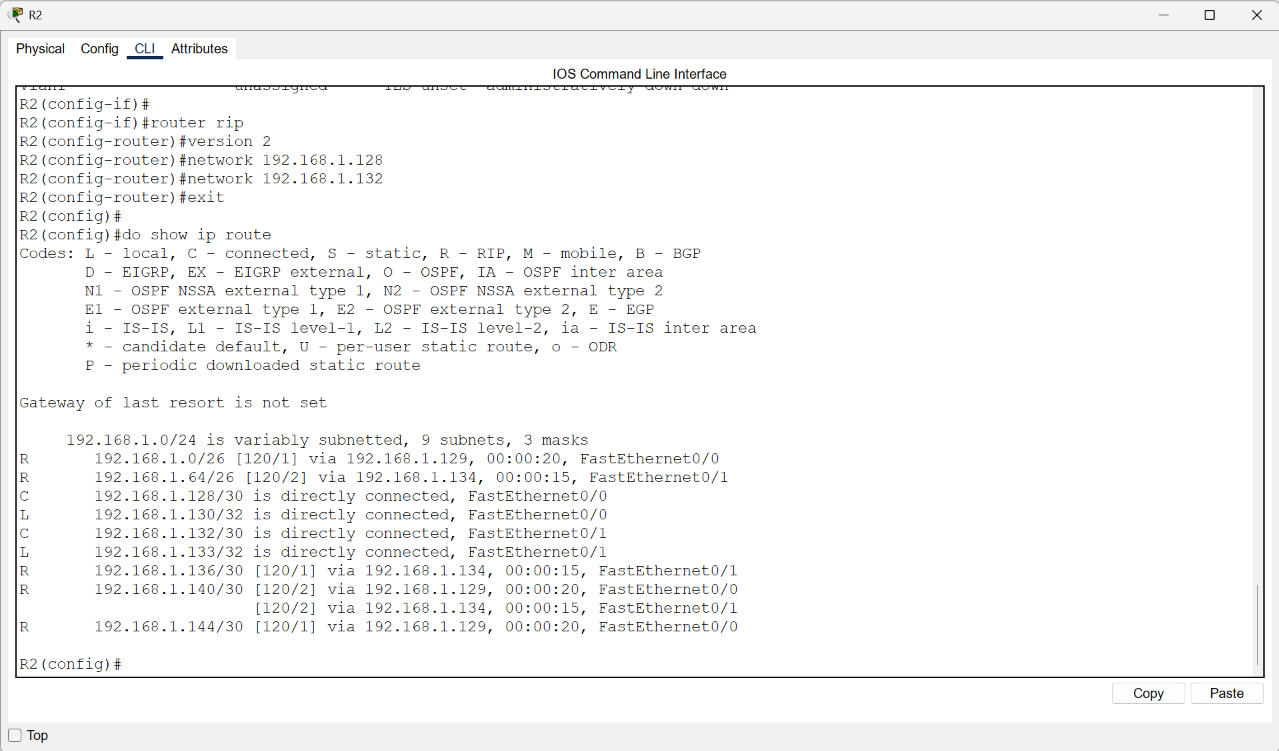 R2
Physical Config CLI Attributes
IOS Command Line Interface
R2(config-if)#
R2(config-if)#router rip
R2(config-router)#version 2
R2(config-router)#network 192.168.1.128
R2(config-router)#network 192.168.1.132
R2(config-router)#exit
R2(config)#
R2(config)#do show ip route
Codes: L - local, C - connected, S - static, R - RIP, M - mobile, B - BGP
D - EIGRP, EX - EIGRP external, O - OSPF, IA - OSPF inter area
N1 - OSPF NSSA external type 1, N2 - OSPF NSSA external type 2
E1 - OSPF external type 1, E2 - OSPF external type 2, E - EGP
i - IS-IS, L1 - IS-IS level-1, L2 - IS-IS level-2, ia - IS-IS inter area
* - candidate default, U - per-user static route, o - ODR
P - periodic downloaded static route
Gateway of last resort is not set
192.168.1.0/24 is variably subnetted, 9 subnets, 3 masks
R 192.168.1.0/26 [120/1] via 192.168.1.129, 00:00:20, FastEthernet0/0
R 192.168.1.64/26 [120/2] via 192.168.1.134, 00:00:15, FastEthernet0/1
C 192.168.1.128/30 is directly connected, FastEthernet0/0
L 192.168.1.130/32 is directly connected, FastEthernet0/0
C 192.168.1.132/30 is directly connected, FastEthernet0/1
L 192.168.1.133/32 is directly connected, FastEthernet0/1
R 192.168.1.136/30 [120/1] via 192.168.1.134, 00:00:15, FastEthernet0/1
R 192.168.1.140/30 [120/2] via 192.168.1.129, 00:00:20, FastEthernet0/0
[120/2] via 192.168.1.134, 00:00:15, FastEthernet0/1
R 192.168.1.144/30 [120/1] via 192.168.1.129, 00:00:20, FastEthernet0/0
R2(config)#
Copy Paste
Top